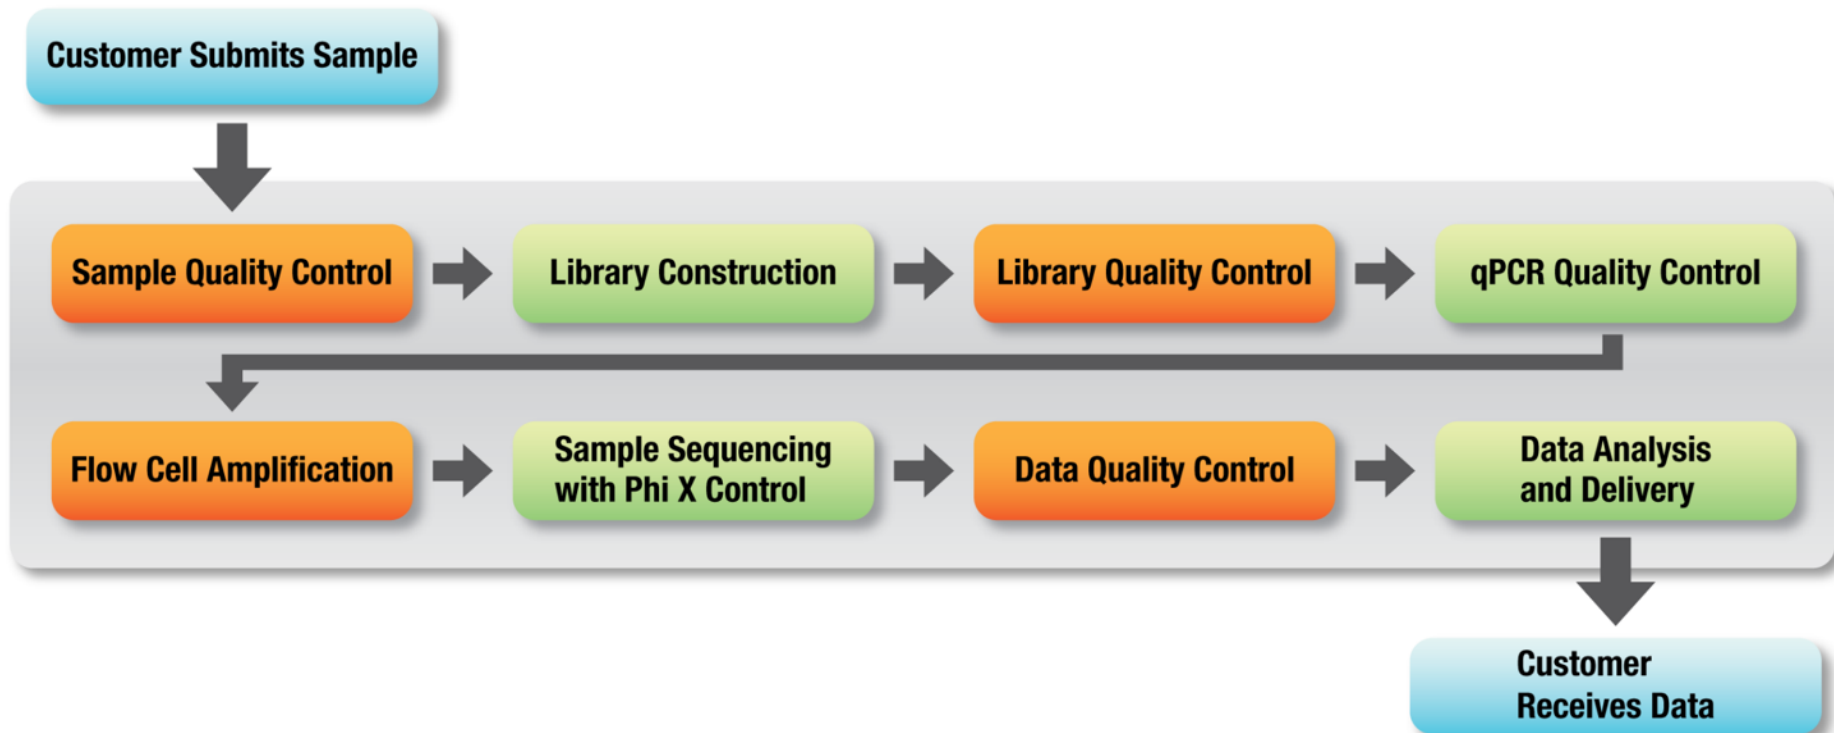 Customer Submits Sample
Sample Quality Control
Library Construction
Library Quality Control
qPCR Quality Control
Flow Cell Amplification
Sample Sequencing
with Phi X Control
Data Quality Control
Data Analysis
and Delivery
Customer
Receives Data